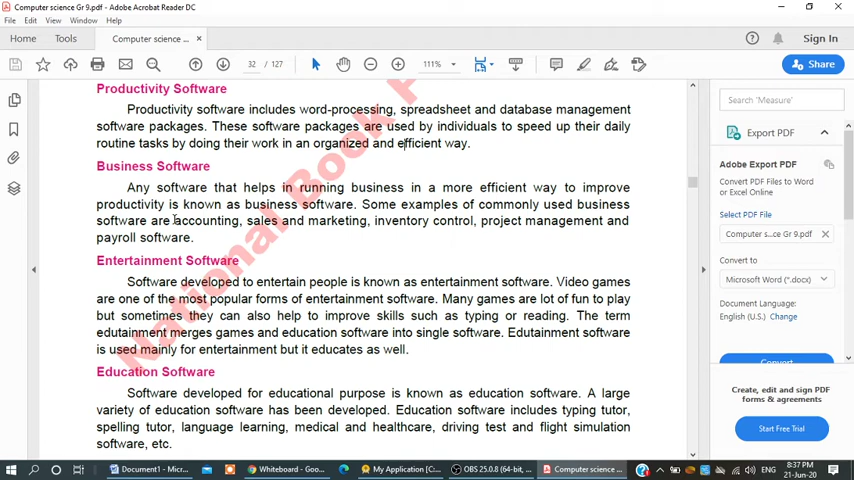 Computer science Gr 9.pdf - Adobe Acrobat Reader DC
File Edit View Window Help
Home Tools Computer science ... × Sign In
32 / 127 111% Share
Productivity Software
Productivity software includes word-processing, spreadsheet and database management
software packages. These software packages are used by individuals to speed up their daily
routine tasks by doing their work in an organized and efficient way.
Business Software
Any software that helps in running business in a more efficient way to improve
productivity is known as business software. Some examples of commonly used business
software are accounting, sales and marketing, inventory control, project management and
payroll software.
Entertainment Software
Software developed to entertain people is known as entertainment software. Video games
are one of the most popular forms of entertainment software. Many games are lot of fun to play
but sometimes they can also help to improve skills such as typing or reading. The term
edutainment merges games and education software into single software. Edutainment software
is used mainly for entertainment but it educates as well.
Education Software
Software developed for educational purpose is known as education software. A large
variety of education software has been developed. Education software includes typing tutor,
spelling tutor, language learning, medical and healthcare, driving test and flight simulation
software, etc.
National Book F
Search 'Measure'
Export PDF
Adobe Export PDF
Convert PDF Files to Word
or Excel Online
Select PDF File
Computer s...ce Gr 9.pdf ×
Convert to
Microsoft Word (*.docx)
Document Language:
English (U.S.) Change
Convert
Create, edit and sign PDF
forms & agreements
Start Free Trial
Document1 - Micr... Whiteboard - Goo... My Application [C:... OBS 25.0.8 (64-bit, ... Computer science ... ENG
8:37 PM
21-Jun-20